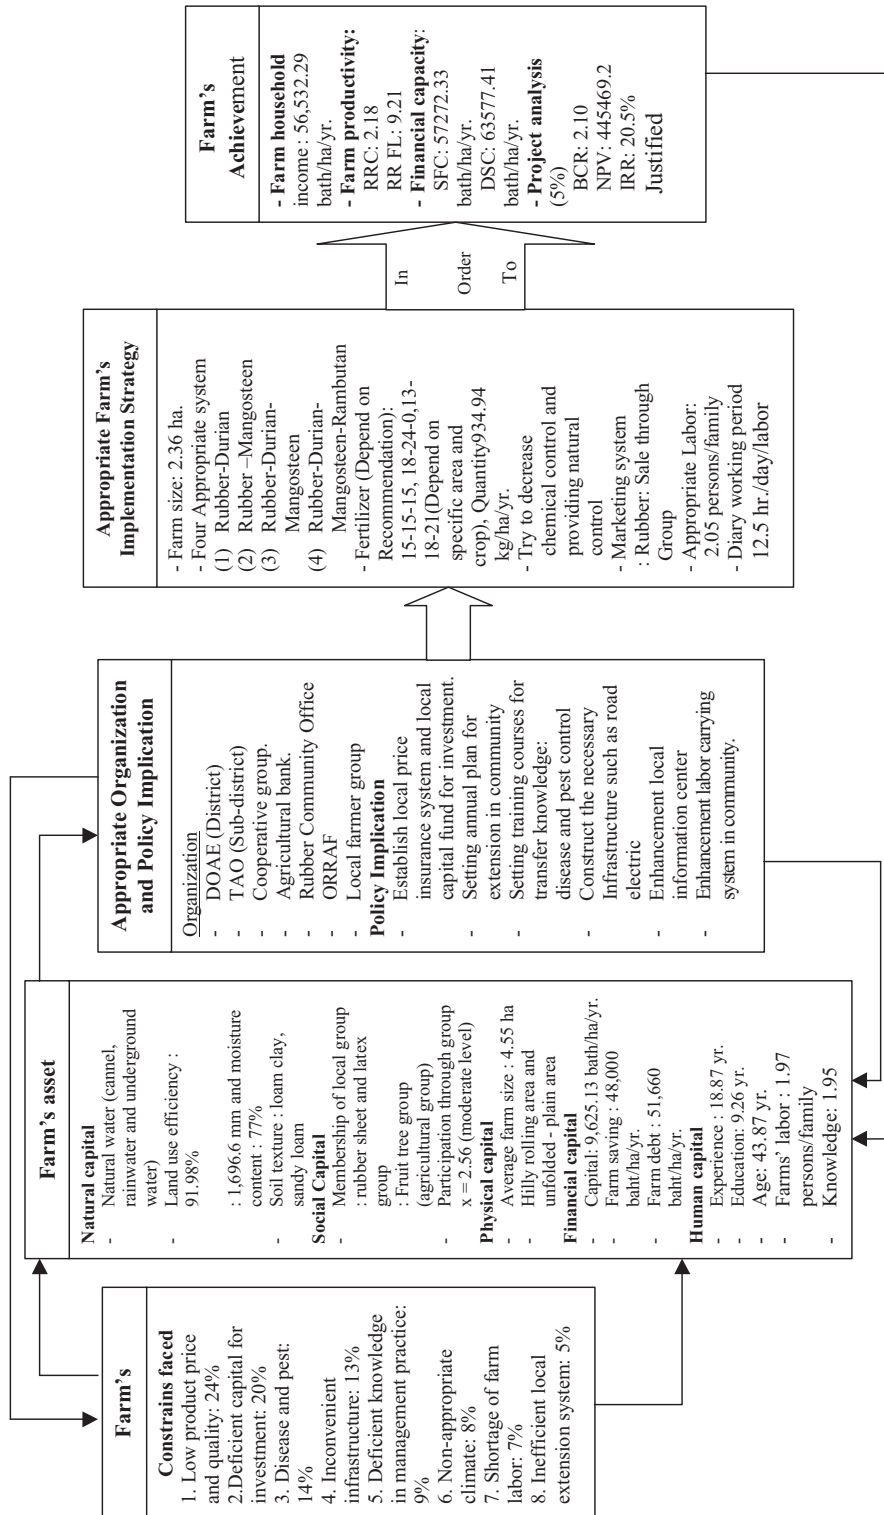 Farm's
Constrains faced
1. Low product price
and quality: 24%
2.Deficient capital for
investment: 20%
3. Disease and pest:
14%
4. Inconvenient
infrastructure: 13%
5. Deficient knowledge
in management practice:
9%
6. Non-appropriate
climate: 8%
7. Shortage of farm
labor: 7%
8. Inefficient local
extension system: 5%
Farm's asset
Natural capital
- Natural water (cannel,
rainwater and underground
water)
- Land use efficiency :
91.98%
: 1,696.6 mm and moisture
content : 77%
- Soil texture : loam clay,
sandy loam
Social Capital
- Membership of local group
: rubber sheet and latex
group
: Fruit tree group
(agricultural group)
- Participation through group
x = 2.56 (moderate level)
Physical capital
- Average farm size : 4.55 ha
- Hilly rolling area and
unfolded - plain area
Financial capital
- Capital: 9,625.13 bath/ha/yr.
- Farm saving : 48,000
baht/ha/yr.
- Farm debt : 51,660
baht/ha/yr.
Human capital
- Experience : 18.87 yr.
- Education: 9.26 yr.
- Age: 43.87 yr.
- Farms' labor : 1.97
persons/family
- Knowledge: 1.95
Appropriate Organization
and Policy Implication
Organization
- DOAE (District)
- TAO (Sub-district)
- Cooperative group.
- Agricultural bank.
- Rubber Community Office
- ORRAF
- Local farmer group
Policy Implication
- Establish local price
insurance system and local
capital fund for investment.
- Setting annual plan for
extension in community
- Setting training courses for
transfer knowledge:
disease and pest control
- Construct the necessary
Infrastructure such as road
electric
- Enhancement local
information center
- Enhancement labor carrying
system in community.
Appropriate Farm's
Implementation Strategy
- Farm size: 2.36 ha.
- Four Appropriate system
(1) Rubber-Durian
(2) Rubber –Mangosteen
(3) Rubber-Durian-
Mangosteen
(4) Rubber-Durian-
Mangosteen-Rambutan
- Fertilizer (Depend on
Recommendation):
15-15-15, 18-24-0,13-
18-21(Depend on
specific area and
crop), Quantity934.94
kg/ha/yr.
- Try to decrease
chemical control and
providing natural
control
- Marketing system
: Rubber: Sale through
Group
- Appropriate Labor:
2.05 persons/family
- Diary working period
12.5 hr./day/labor
In
Order
To
Farm's
Achievement
- Farm household
income : 56,532.29
bath/ha/yr.
- Farm productivity:
RRC: 2.18
RR FL: 9.21
- Financial capacity:
SFC: 57272.33
bath/ha/yr.
DSC: 63577.41
bath/ha/yr.
- Project analysis
(5%)
BCR: 2.10
NPV: 445469.2
IRR: 20.5%
Justified